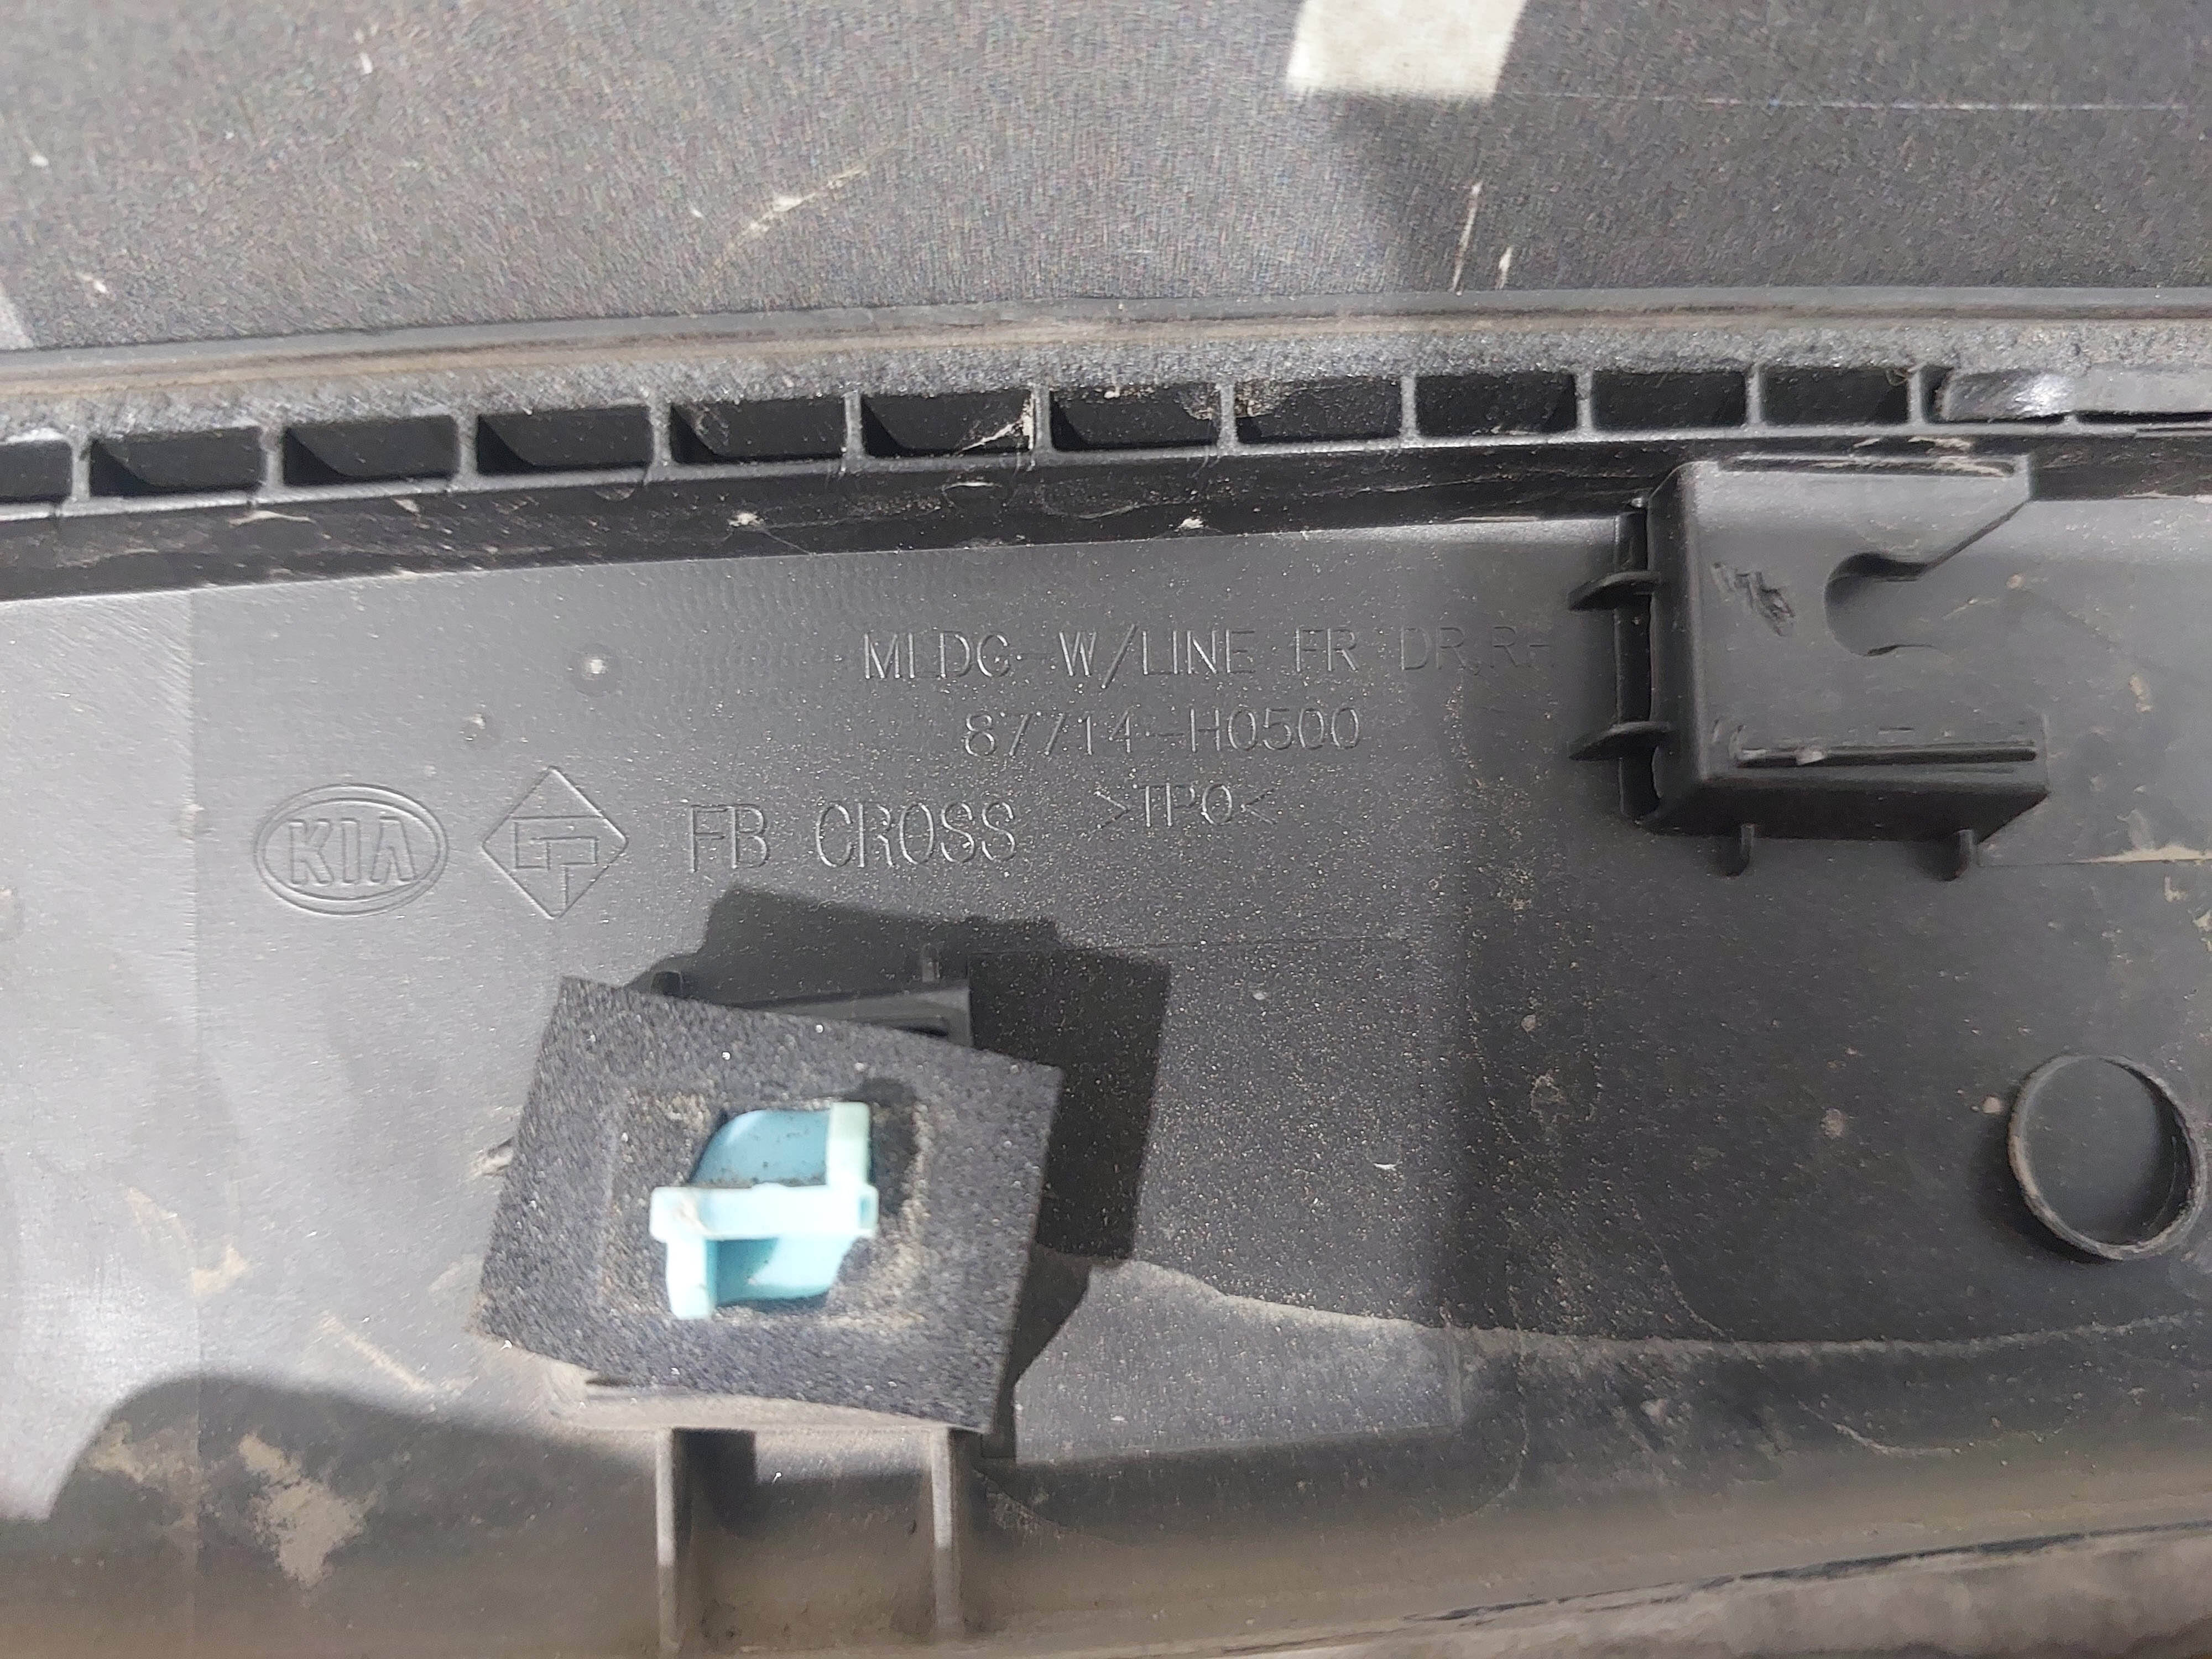 MLDG-W/LINE FR DR,RH
87714-H0500
>TPO<
KIA FB CROSS